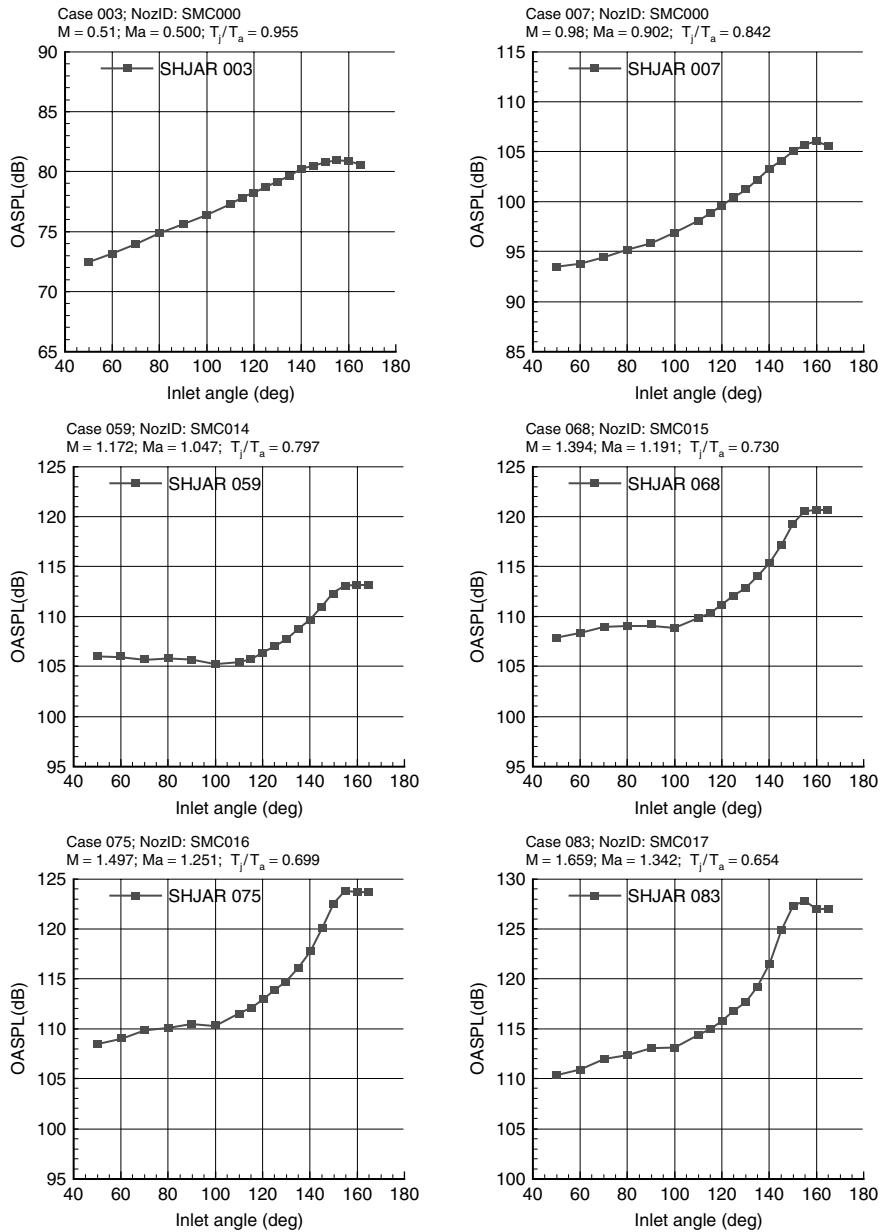 Case 003; NozID: SMC000
M = 0.51; Ma = 0.500; Tj/Ta = 0.955
90
85
80
75
70
65
OASPL(dB)
SHJAR 003
40 60 80 100 120 140 160 180
Inlet angle (deg)
Case 007; NozID: SMC000
M = 0.98; Ma = 0.902; Tj/Ta = 0.842
115
110
105
100
95
90
85
OASPL(dB)
SHJAR 007
40 60 80 100 120 140 160 180
Inlet angle (deg)
Case 059; NozID: SMC014
M = 1.172; Ma = 1.047; Tj/Ta = 0.797
125
120
115
110
105
100
95
OASPL(dB)
SHJAR 059
40 60 80 100 120 140 160 180
Inlet angle (deg)
Case 068; NozID: SMC015
M = 1.394; Ma = 1.191; Tj/Ta = 0.730
125
120
115
110
105
100
95
OASPL(dB)
SHJAR 068
40 60 80 100 120 140 160 180
Inlet angle (deg)
Case 075; NozID: SMC016
M = 1.497; Ma = 1.251; Tj/Ta = 0.699
125
120
115
110
105
100
95
OASPL(dB)
SHJAR 075
40 60 80 100 120 140 160 180
Inlet angle (deg)
Case 083; NozID: SMC017
M = 1.659; Ma = 1.342; Tj/Ta = 0.654
130
125
120
115
110
105
100
OASPL(dB)
SHJAR 083
40 60 80 100 120 140 160 180
Inlet angle (deg)